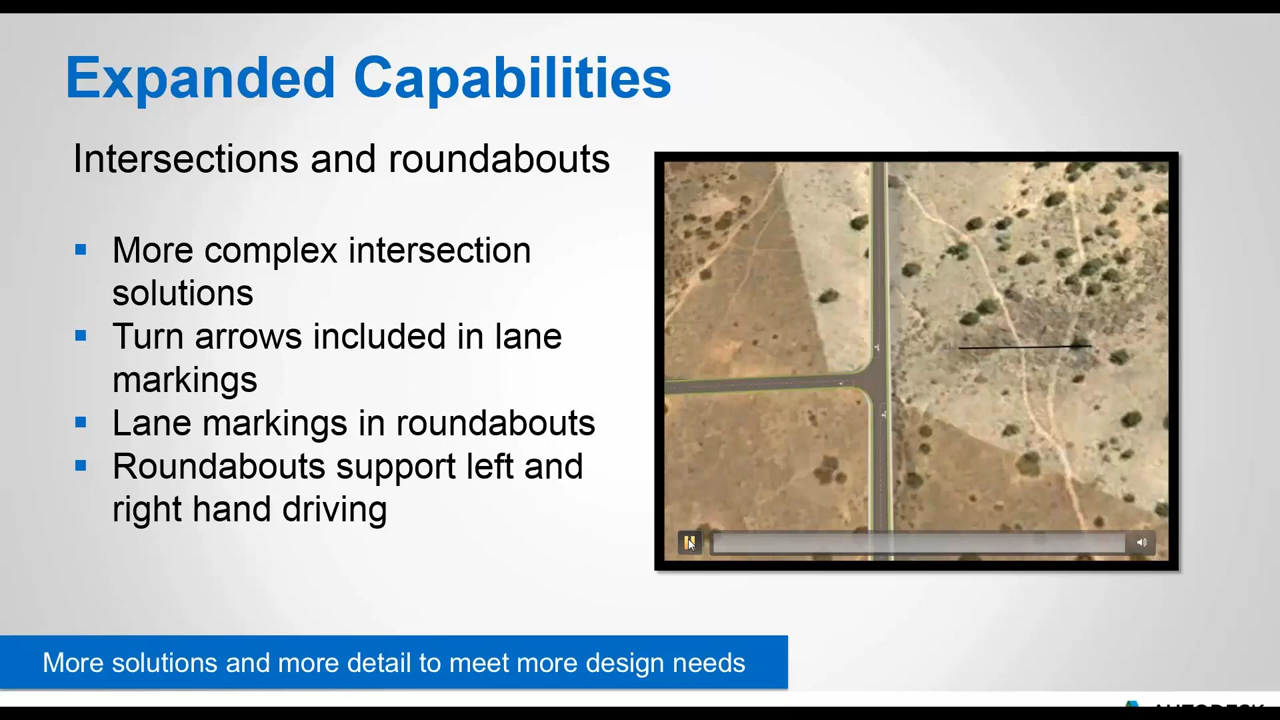 Expanded Capabilities
Intersections and roundabouts
More complex intersection
solutions
Turn arrows included in lane
markings
Lane markings in roundabouts
Roundabouts support left and
right hand driving
More solutions and more detail to meet more design needs
AUTODESK